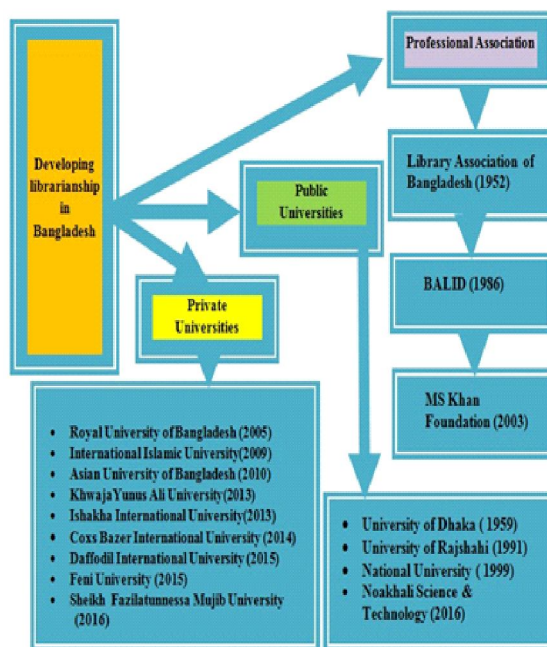 Developing
librarianship
in
Bangladesh
Professional Association
Library Association of
Bangladesh (1952)
BALID (1986)
MS Khan
Foundation (2003)
Public
Universities
Private
Universities
• Royal University of Bangladesh (2005)
• International Islamic University(2009)
• Asian University of Bangladesh (2010)
• KhwajaYunus Ali University(2013)
• Ishakha International University(2013)
• Coxs Bazer International University (2014)
• Daffodil International University (2015)
• Feni University (2015)
• Sheikh Fazilatunnessa Mujib University
(2016)
• University of Dhaka ( 1959)
• University of Rajshahi (1991)
• National University ( 1999)
• Noakhali Science &
Technology (2016)